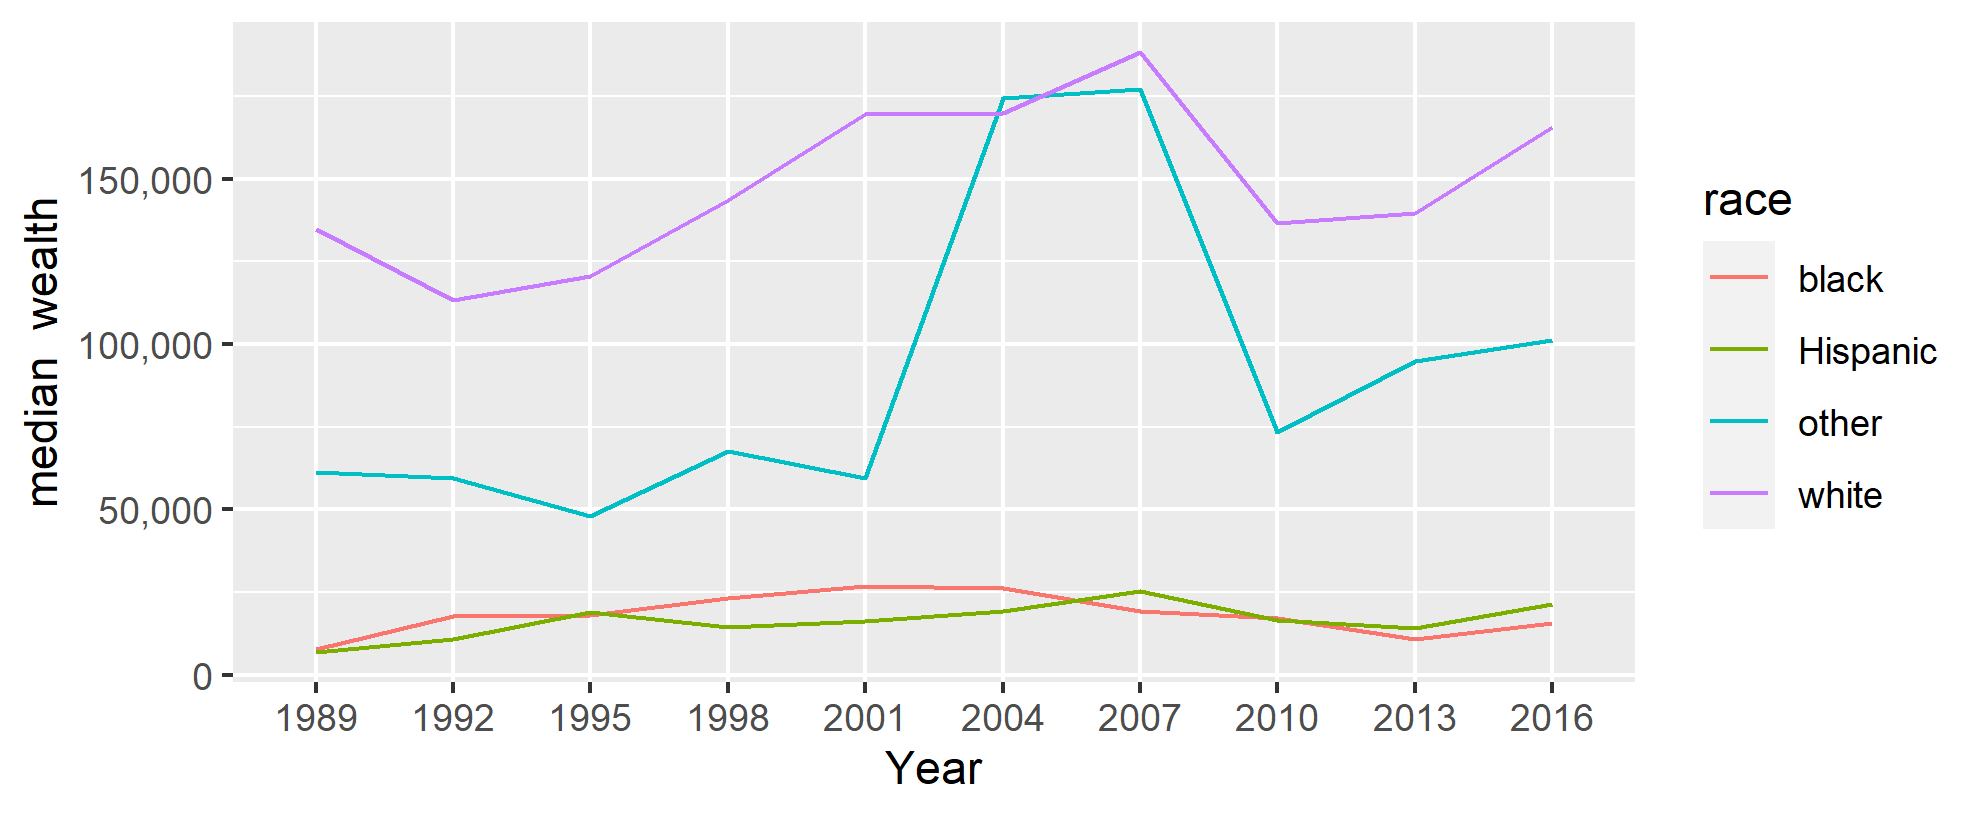 median wealth
150,000
100,000
50,000
0
1989 1992 1995 1998 2001 2004 2007 2010 2013 2016
Year
race
black
Hispanic
other
white